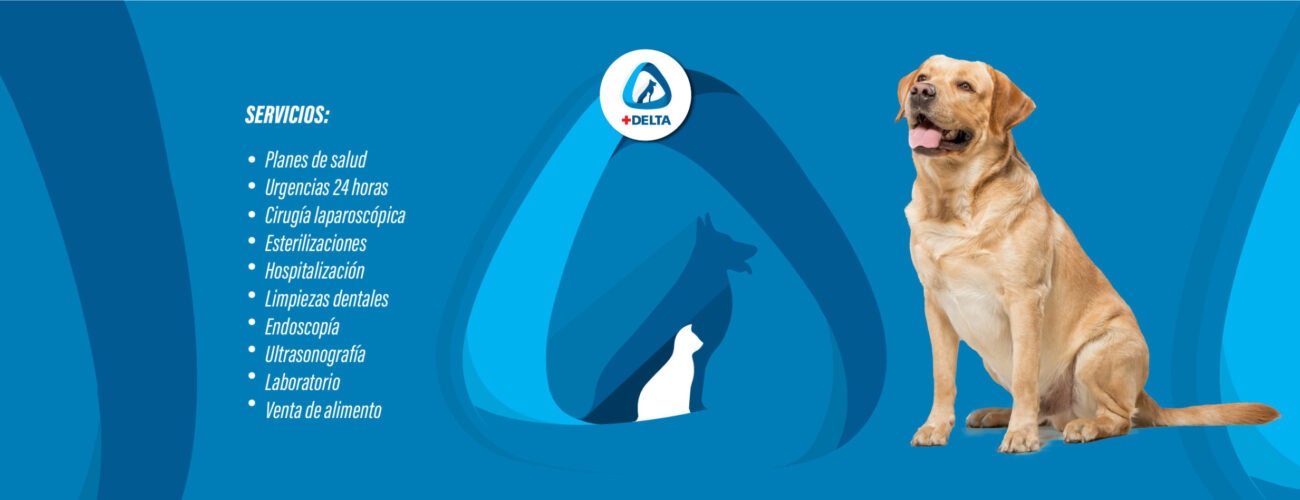 SERVICIOS:
• Planes de salud
• Urgencias 24 horas
• Cirugía laparoscópica
• Esterilizaciones
• Hospitalización
• Limpiezas dentales
• Endoscopía
• Ultrasonografía
• Laboratorio
• Venta de alimento
+DELTA